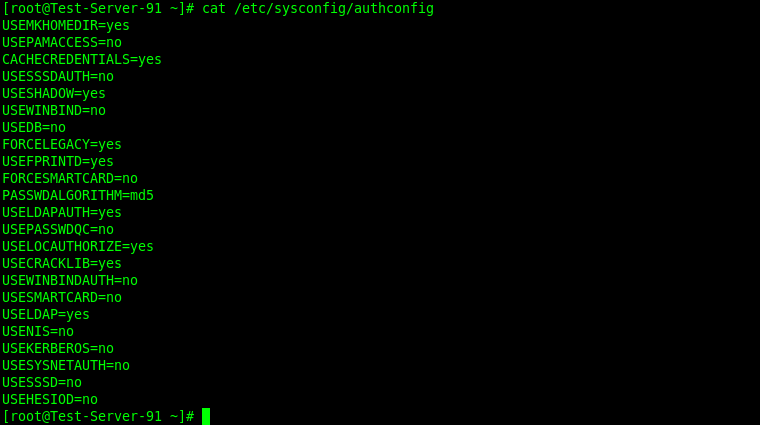 [root@Test-Server-91 ~]# cat /etc/sysconfig/authconfig
USEMKHOMEDIR=yes
USEPAMACCESS=no
CACHECREDENTIALS=yes
USESSSDAUTH=no
USESHADOW=yes
USEWINBIND=no
USEDB=no
FORCELEGACY=yes
USEFPRINTD=yes
FORCESMARTCARD=no
PASSWDALGORITHM=md5
USELDAPAUTH=yes
USEPASSWDQC=no
USELOCAUTHORIZE=yes
USECRACKLIB=yes
USEWINBINDAUTH=no
USESMARTCARD=no
USELDAP=yes
USENIS=no
USEKERBEROS=no
USESYSNETAUTH=no
USESSSD=no
USEHESIOD=no
[root@Test-Server-91 ~]#